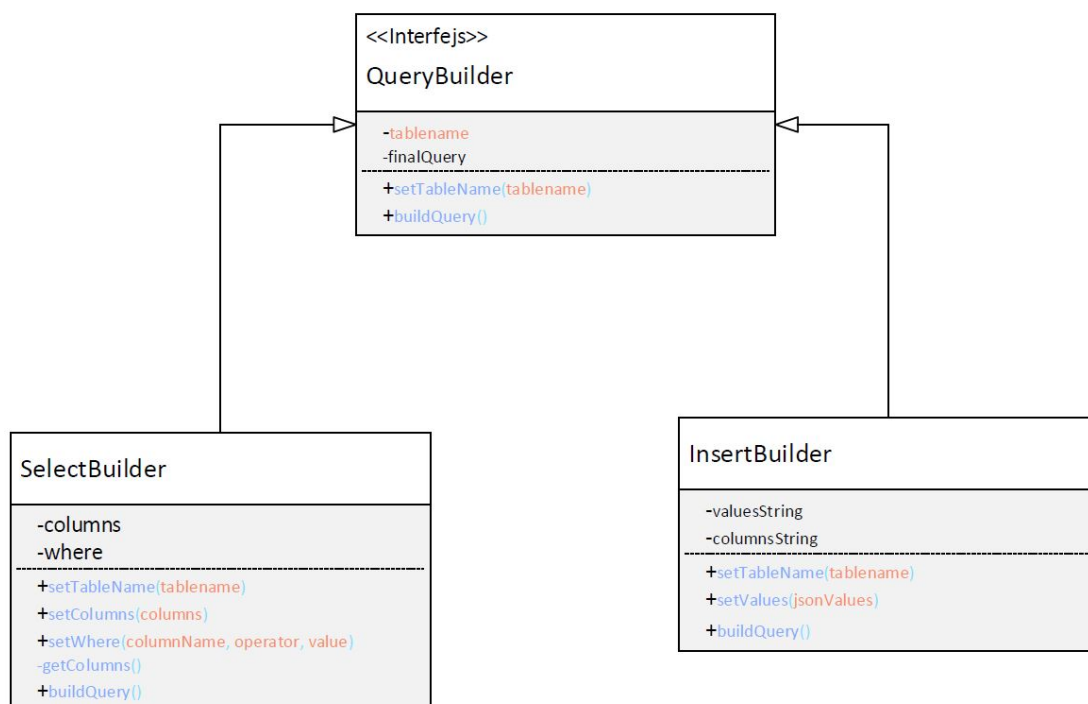 <<Interfejs>>
QueryBuilder
-tablename
-finalQuery
+setTableName(tablename)
+buildQuery()
SelectBuilder
-columns
-where
+setTableName(tablename)
+setColumns(columns)
+setWhere(columnName, operator, value)
-getColumns()
+buildQuery()
InsertBuilder
-valuesString
-columnsString
+setTableName(tablename)
+setValues(jsonValues)
+buildQuery()